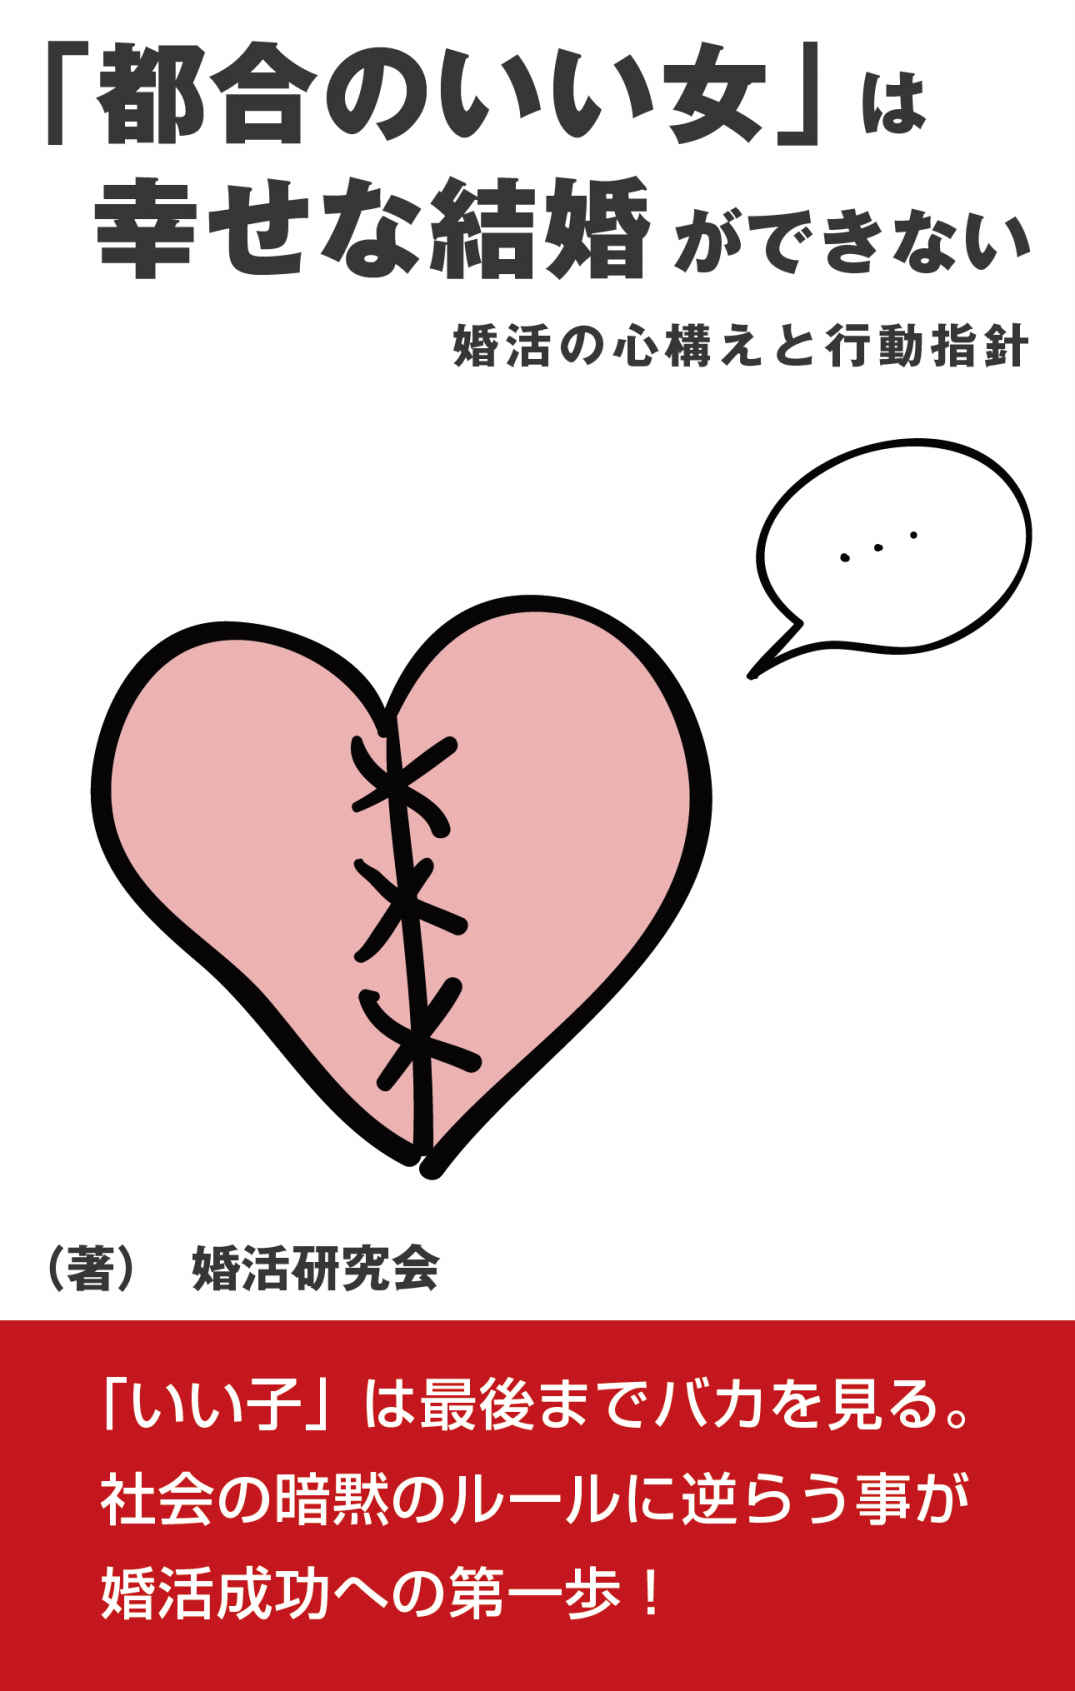 「都合のいい女」は
幸せな結婚ができない
婚活の心構えと行動指針
...
（著）　婚活研究会
「いい子」は最後までバカを見る。
社会の暗黙のルールに逆らう事が
婚活成功への第一歩！